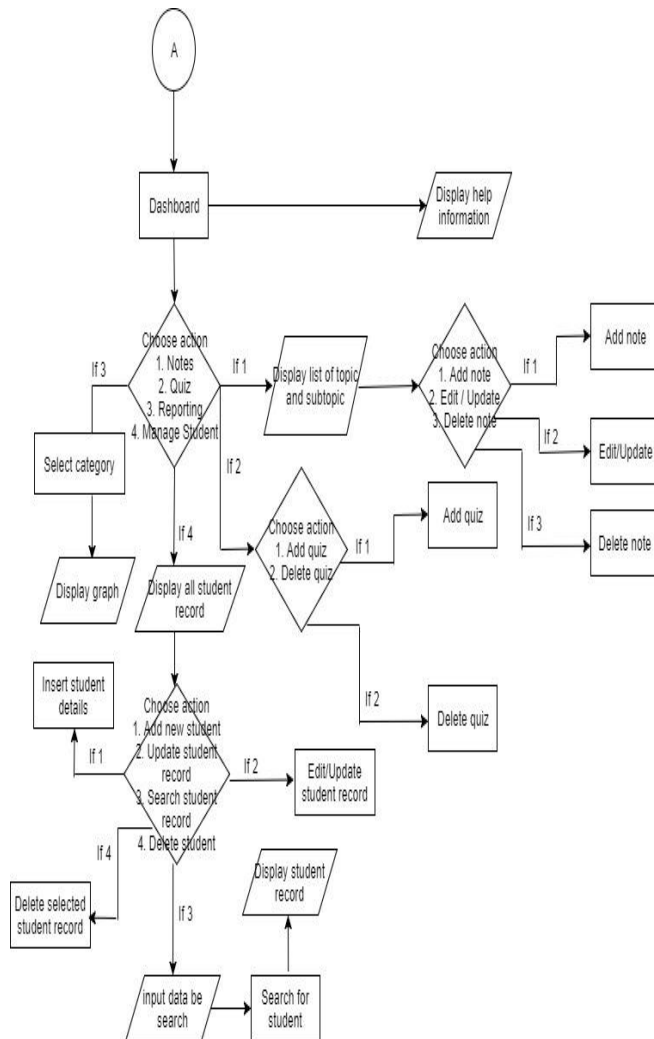 A
Dashboard
Display help
information
Choose action
1. Notes
2. Quiz
3. Reporting
4. Manage Student
If 3
If 1
If 2
If 4
Display list of topic
and subtopic
Choose action
1. Add note
2. Edit / Update
3. Delete note
If 1
Add note
If 2
Edit/Update
If 3
Delete note
Select category
Display graph
Choose action
1. Add quiz
2. Delete quiz
If 1
Add quiz
If 2
Delete quiz
Display all student
record
Insert student
details
Choose action
1. Add new student
2. Update student
record
3. Search student
record
4. Delete student
If 1
If 2
Edit/Update
student record
If 4
Delete selected
student record
If 3
Display student
record
input data be
search
Search for
student